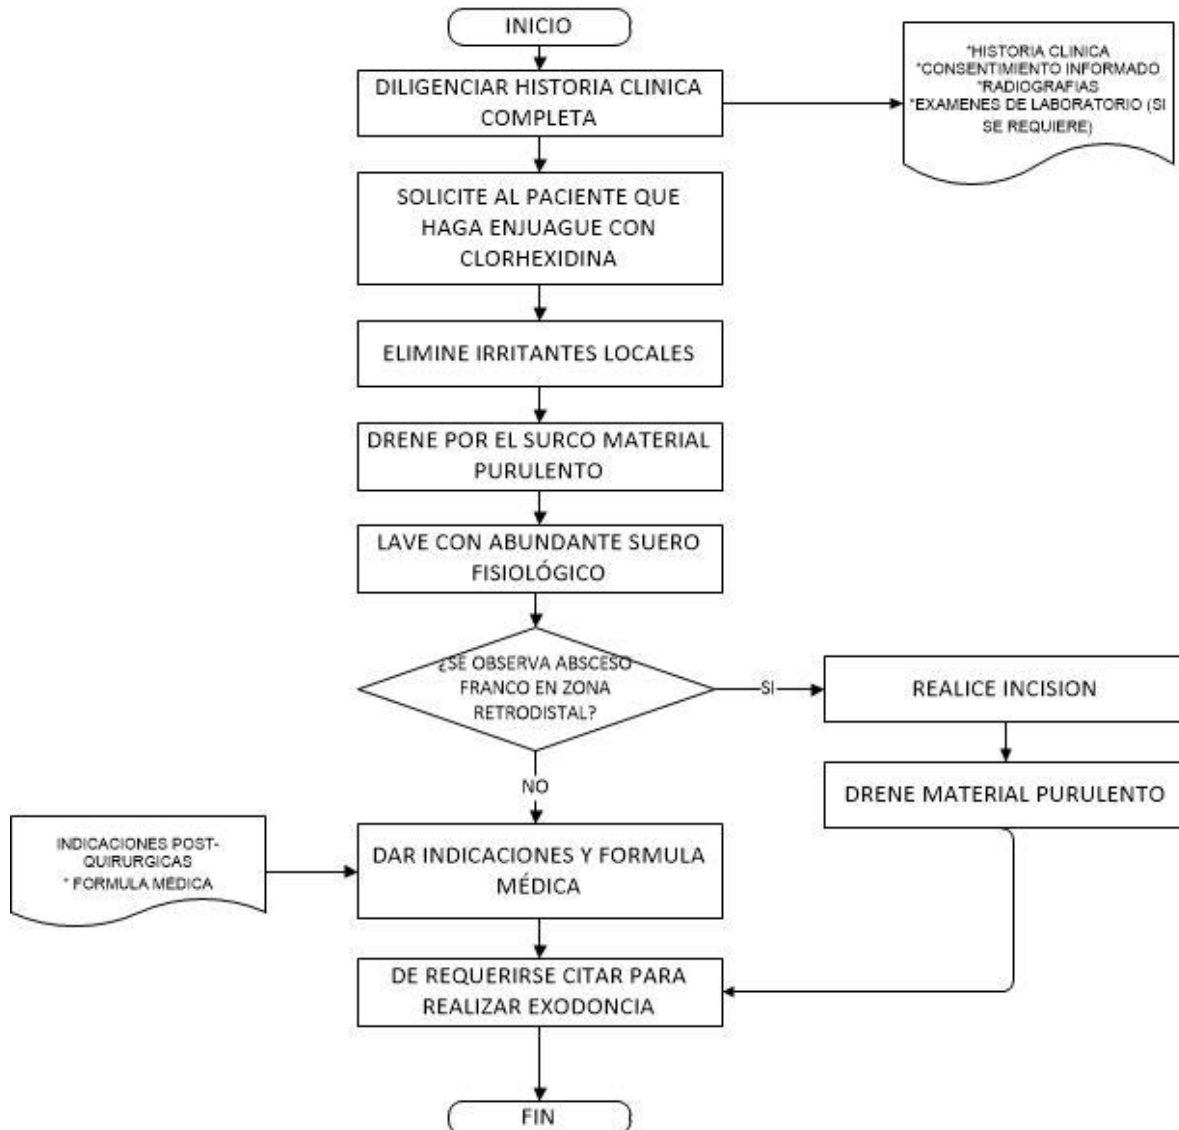 INICIO
DILIGENCIAR HISTORIA CLINICA
COMPLETA
*HISTORIA CLINICA
*CONSENTIMIENTO INFORMADO
*RADIOGRAFIAS
*EXAMENES DE LABORATORIO (SI
SE REQUIERE)
SOLICITE AL PACIENTE QUE
HAGA ENJUAGUE CON
CLORHEXIDINA
ELIMINE IRRITANTES LOCALES
DRENE POR EL SURCO MATERIAL
PURULENTO
LAVE CON ABUNDANTE SUERO
FISIOLÓGICO
¿SE OBSERVA ABSCESO
FRANCO EN ZONA
RETRODISTAL?
SI
REALICE INCISION
DRENE MATERIAL PURULENTO
NO
INDICACIONES POST-
QUIRURGICAS
* FORMULA MÉDICA
DAR INDICACIONES Y FORMULA
MÉDICA
DE REQUERIRSE CITAR PARA
REALIZAR EXODONCIA
FIN